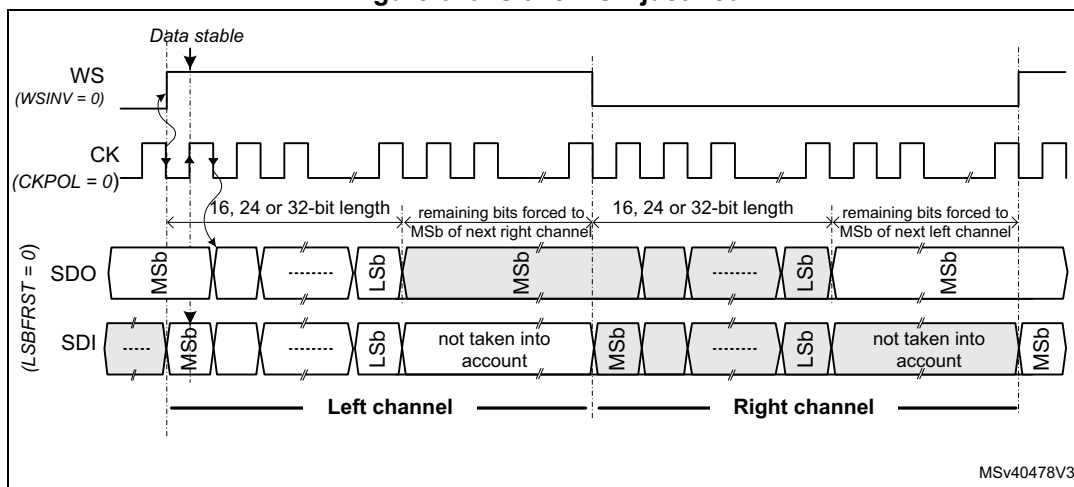 Data stable
WS
(WSINV = 0)
CK
(CKPOL = 0)
16, 24 or 32-bit length
remaining bits forced to
MSb of next right channel
16, 24 or 32-bit length
remaining bits forced to
MSb of next left channel
(LSBFRST = 0)
SDO
MSb
--------
LSb
MSb
--------
LSb
MSb
SDI
-----
MSb
--------
LSb
not taken into
account
MSb
--------
LSb
not taken into
account
MSb
Left channel
Right channel
MSv40478V3